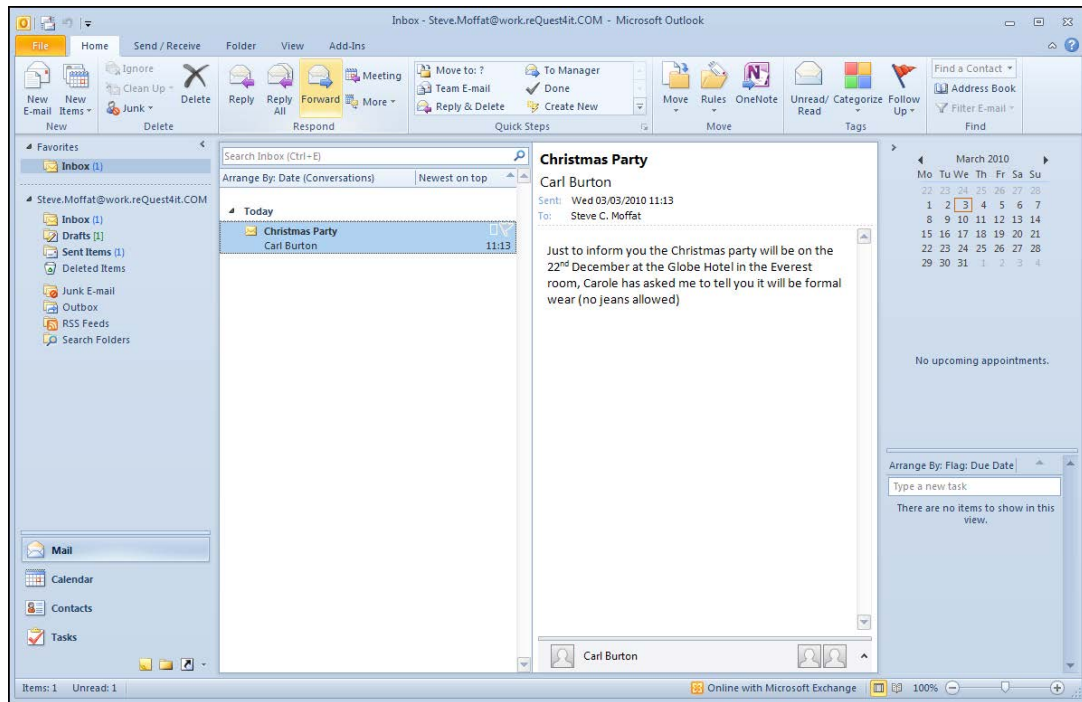 Inbox - Steve.Moffat@work.reQuest4it.COM - Microsoft Outlook
File Home Send / Receive Folder View Add-Ins
New E-mail
New Items
New
Ignore
Clean Up
Junk
Delete
Delete
Reply
Reply All
Forward
Meeting
More
Respond
Move to: ?
Team E-mail
Reply & Delete
To Manager
Done
Create New
Quick Steps
Move
Rules
OneNote
Move
Unread/ Read
Categorize
Follow Up
Tags
Find a Contact
Address Book
Filter E-mail
Find
Favorites
Inbox (1)
Steve.Moffat@work.reQuest4it.COM
Inbox (1)
Drafts [1]
Sent Items (1)
Deleted Items
Junk E-mail
Outbox
RSS Feeds
Search Folders
Mail
Calendar
Contacts
Tasks
Search Inbox (Ctrl+E)
Arrange By: Date (Conversations) Newest on top
Today
Christmas Party
Carl Burton 11:13
Christmas Party
Carl Burton
Sent: Wed 03/03/2010 11:13
To: Steve C. Moffat
Just to inform you the Christmas party will be on the
22nd December at the Globe Hotel in the Everest
room, Carole has asked me to tell you it will be formal
wear (no jeans allowed)
Carl Burton
March 2010
Mo Tu We Th Fr Sa Su
22 23 24 25 26 27 28
1 2 3 4 5 6 7
8 9 10 11 12 13 14
15 16 17 18 19 20 21
22 23 24 25 26 27 28
29 30 31 1 2 3 4
No upcoming appointments.
Arrange By: Flag: Due Date
Type a new task
There are no items to show in this
view.
Items: 1 Unread: 1
Online with Microsoft Exchange
100%